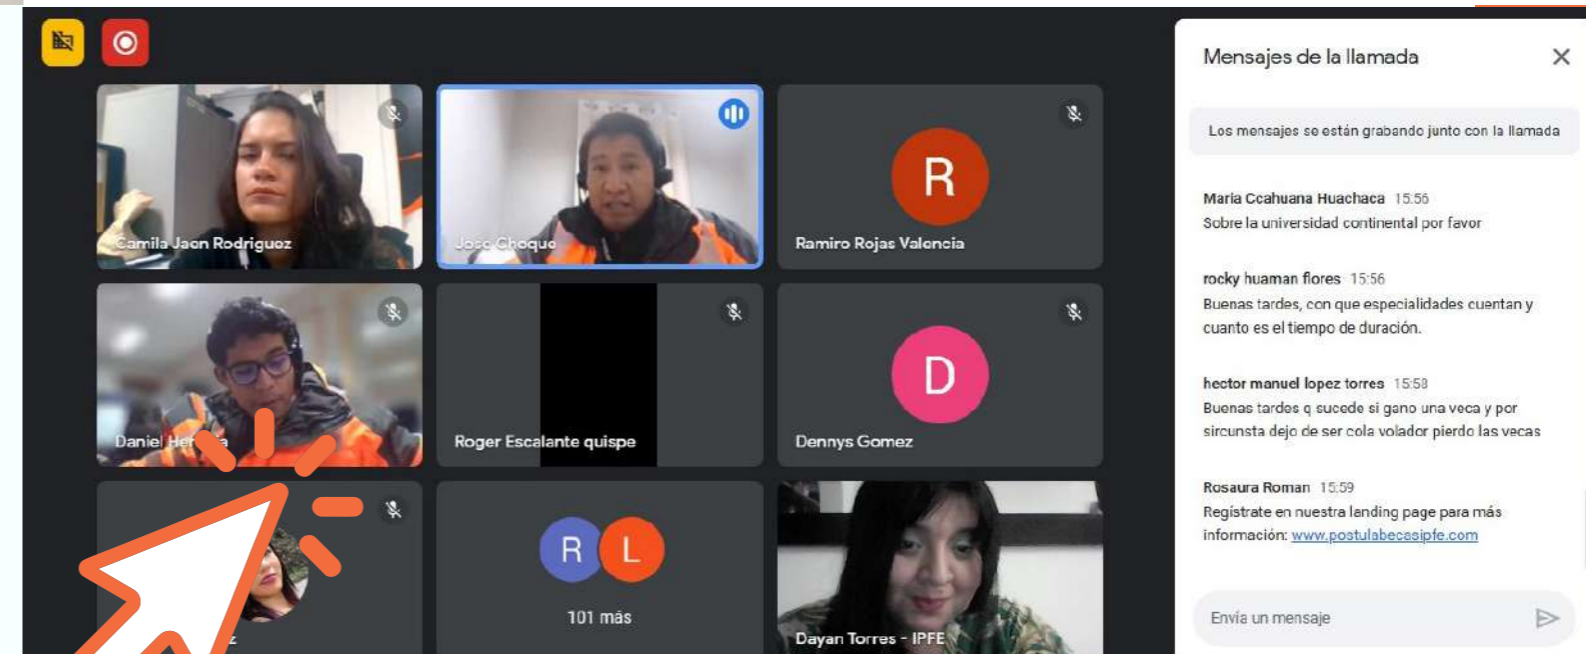 Camila Jaen Rodriguez
Jose Choque
R
Ramiro Rojas Valencia
Daniel
Roger Escalante quispe
D
Dennys Gomez
z
R L
101 más
Dayan Torres - IPFE
Mensajes de la llamada
Los mensajes se están grabando junto con la llamada
Maria Ccahuana Huachaca 15:56
Sobre la universidad continental por favor
rocky huaman flores 15:56
Buenas tardes, con que especialidades cuentan y
cuanto es el tiempo de duración.
hector manuel lopez torres 15:58
Buenas tardes q sucede si gano una veca y por
sircunsta dejo de ser cola volador pierdo las vecas
Rosaura Roman 15:59
Regístrate en nuestra landing page para más
información: www.postulabecasipfe.com
Envía un mensaje